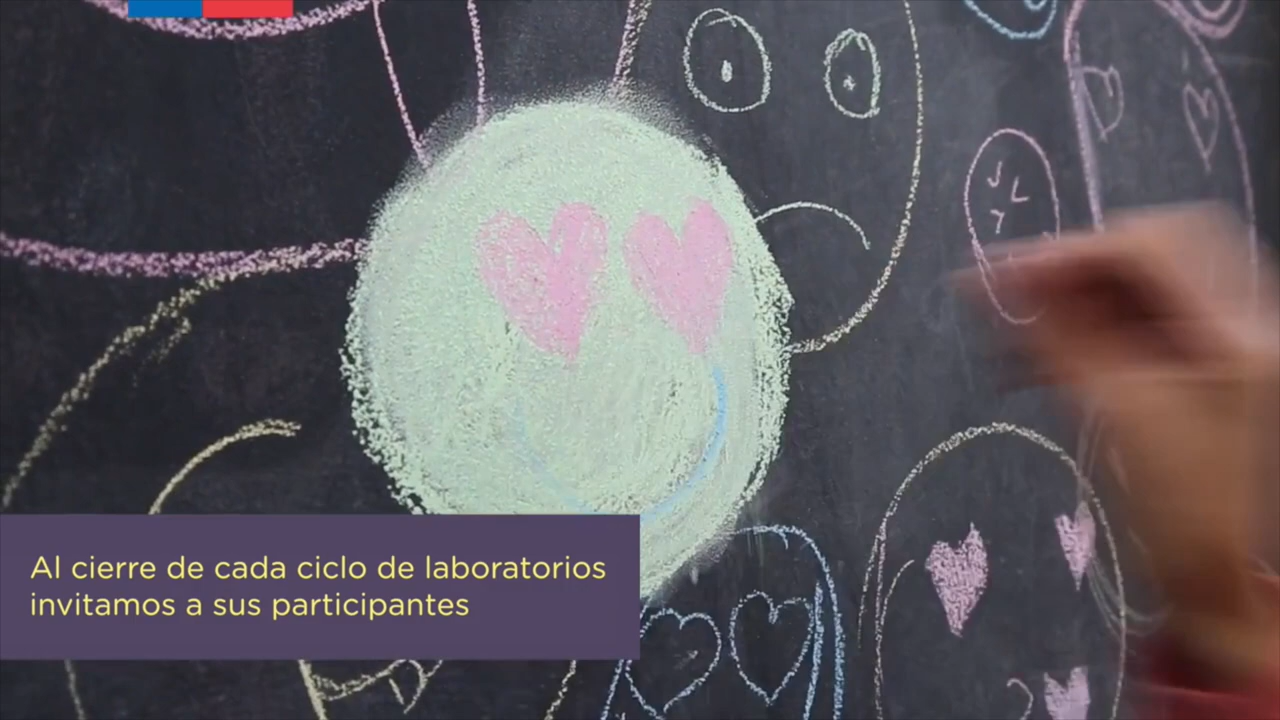 Al cierre de cada ciclo de laboratorios
invitamos a sus participantes